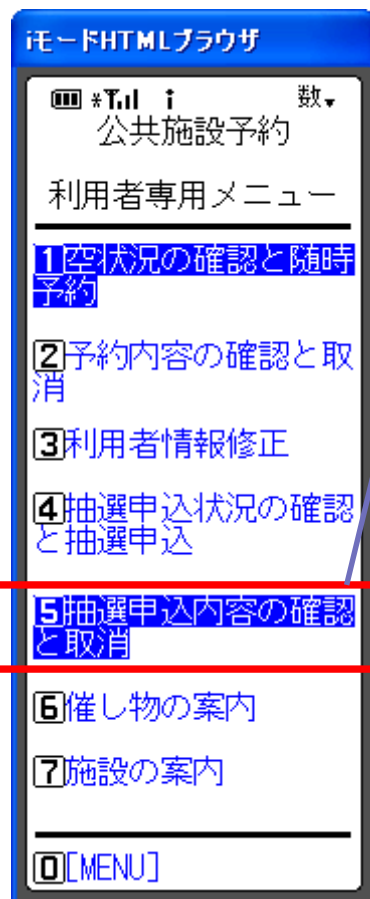 iモードHTMLブラウザ
数▼
公共施設予約
利用者専用メニュー
1空状況の確認と随時
予約
2予約内容の確認と取
消
3利用者情報修正
4抽選申込状況の確認
と抽選申込
5抽選申込内容の確認
と取消
6催し物の案内
7施設の案内
0[MENU]